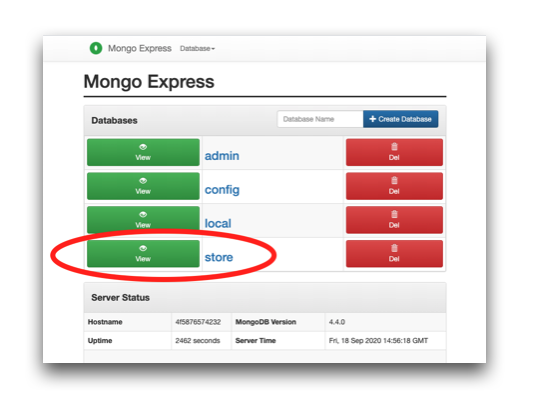 Mongo Express Database
Mongo Express
Databases Database Name + Create Database
View admin Del
View config Del
View local Del
View store Del
Server Status
Hostname 4f5876574232 MongoDB Version 4.4.0
Uptime 2462 seconds Server Time Fri, 18 Sep 2020 14:56:18 GMT